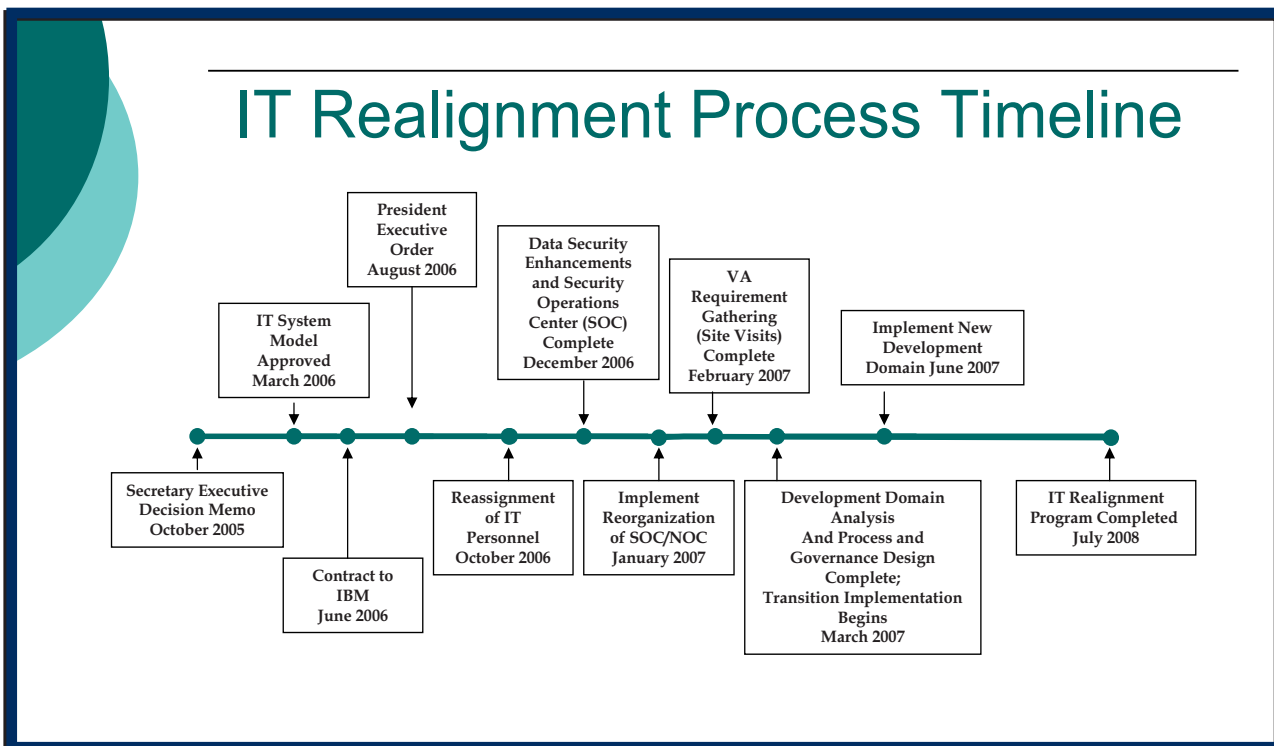 IT Realignment Process Timeline
President
Executive
Order
August 2006
Data Security
Enhancements
and Security
Operations
Center (SOC)
Complete
December 2006
VA
Requirement
Gathering
(Site Visits)
Complete
February 2007
IT System
Model
Approved
March 2006
Implement New
Development
Domain June 2007
Secretary Executive
Decision Memo
October 2005
Contract to
IBM
June 2006
Reassignment
of IT
Personnel
October 2006
Implement
Reorganization
of SOC/NOC
January 2007
Development Domain
Analysis
And Process and
Governance Design
Complete;
Transition Implementation
Begins
March 2007
IT Realignment
Program Completed
July 2008